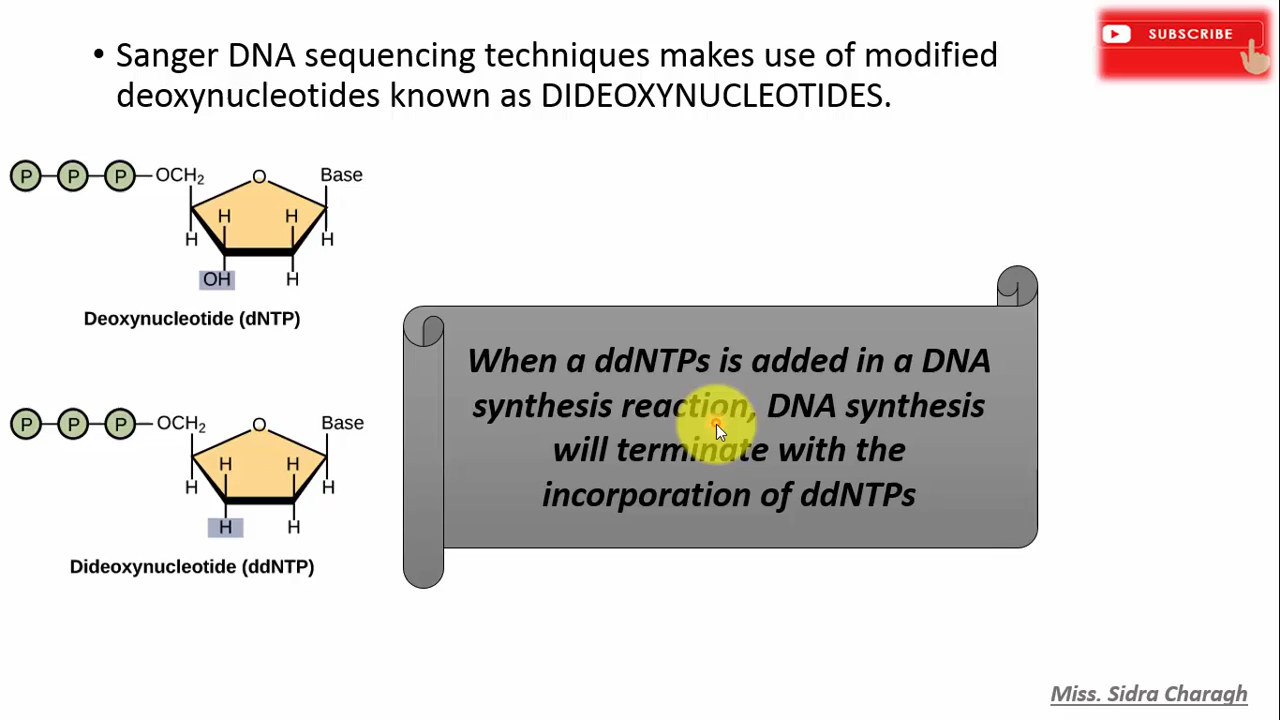 SUBSCRIBE
• Sanger DNA sequencing techniques makes use of modified
deoxynucleotides known as DIDEOXYNUCLEOTIDES.
P P P OCH₂ O Base
H H
H H
OH H
Deoxynucleotide (dNTP)
When a ddNTPs is added in a DNA
synthesis reaction, DNA synthesis
will terminate with the
incorporation of ddNTPs
P P P OCH₂ O Base
H H
H H
H H
Dideoxynucleotide (ddNTP)
Miss. Sidra Charagh